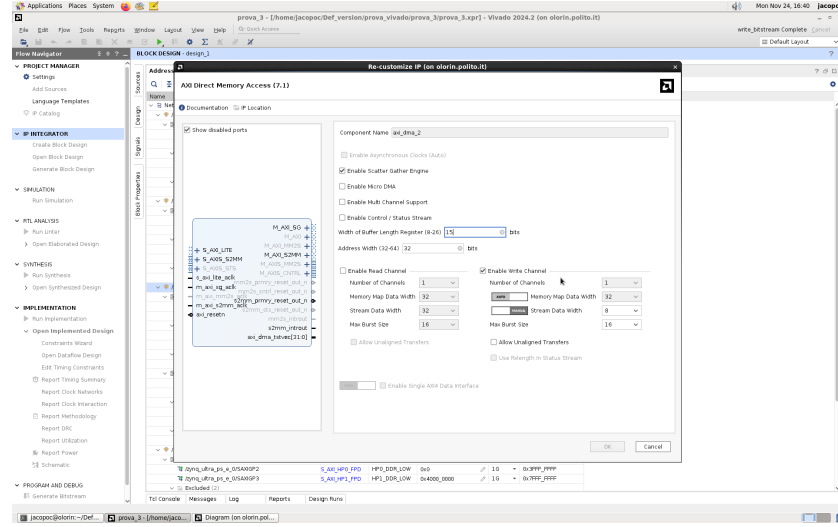 Applications Places System Mon Nov 24, 16:40 jacopoc
prova_3 - [/home/jacopoc/Def_version/prova_vivado/prova_3/prova_3.xpr] - Vivado 2024.2 (on olorin.polito.it)
File Edit Flow Tools Reports Window Layout View Help Quick Access write_bitstream Complete Cancel
Default Layout
Flow Navigator BLOCK DESIGN - design_1
PROJECT MANAGER
Settings
Add Sources
Language Templates
IP Catalog
IP INTEGRATOR
Create Block Design
Open Block Design
Generate Block Design
SIMULATION
Run Simulation
RTL ANALYSIS
Run Linter
Open Elaborated Design
SYNTHESIS
Run Synthesis
Open Synthesized Design
IMPLEMENTATION
Run Implementation
Open Implemented Design
Constraints Wizard
Open Dataflow Design
Edit Timing Constraints
Report Timing Summary
Report Clock Networks
Report Clock Interaction
Report Methodology
Report DRC
Report Utilization
Report Power
Schematic
PROGRAM AND DEBUG
Generate Bitstream
Sources
Design
Signals
Block Properties
Address
Name
Net
Re-customize IP (on olorin.polito.it)
AXI Direct Memory Access (7.1)
Documentation IP Location
Show disabled ports
M_AXI_SG
M_AXI
M_AXI_MM2S
S_AXI_LITE
M_AXI_S2MM
S_AXIS_S2MM
M_AXIS_MM2S
S_AXIS_STS
M_AXIS_CNTRL
s_axi_lite_aclk
mm2s_prmry_reset_out_n
m_axi_sg_aclk
mm2s_cntrl_reset_out_n
m_axi_mm2s_aclk
s2mm_prmry_reset_out_n
m_axi_s2mm_aclk
s2mm_sts_reset_out_n
axi_resetn
mm2s_introut
s2mm_introut
axi_dma_tstvec[31:0]
Component Name axi_dma_2
Enable Asynchronous Clocks (Auto)
Enable Scatter Gather Engine
Enable Micro DMA
Enable Multi Channel Support
Enable Control / Status Stream
Width of Buffer Length Register (8-26) 15 bits
Address Width (32-64) 32 bits
Enable Read Channel Enable Write Channel
Number of Channels 1 Number of Channels 1
Memory Map Data Width 32 AUTO Memory Map Data Width 32
Stream Data Width 32 MANUAL Stream Data Width 8
Max Burst Size 16 Max Burst Size 16
Allow Unaligned Transfers Allow Unaligned Transfers
Use Rxlength In Status Stream
Enable Single AXI4 Data Interface
OK Cancel
/zynq_ultra_ps_e_0/SAXIGP2 S_AXI_HP0_FPD HP0_DDR_LOW 0x0 1G 0x3FFF_FFFF
/zynq_ultra_ps_e_0/SAXIGP3 S_AXI_HP1_FPD HP1_DDR_LOW 0x4000_0000 1G 0x7FFF_FFFF
Excluded (2)
Tcl Console Messages Log Reports Design Runs
jacopoc@olorin:~/Def... prova_3 - [/home/jaco... Diagram (on olorin.pol...